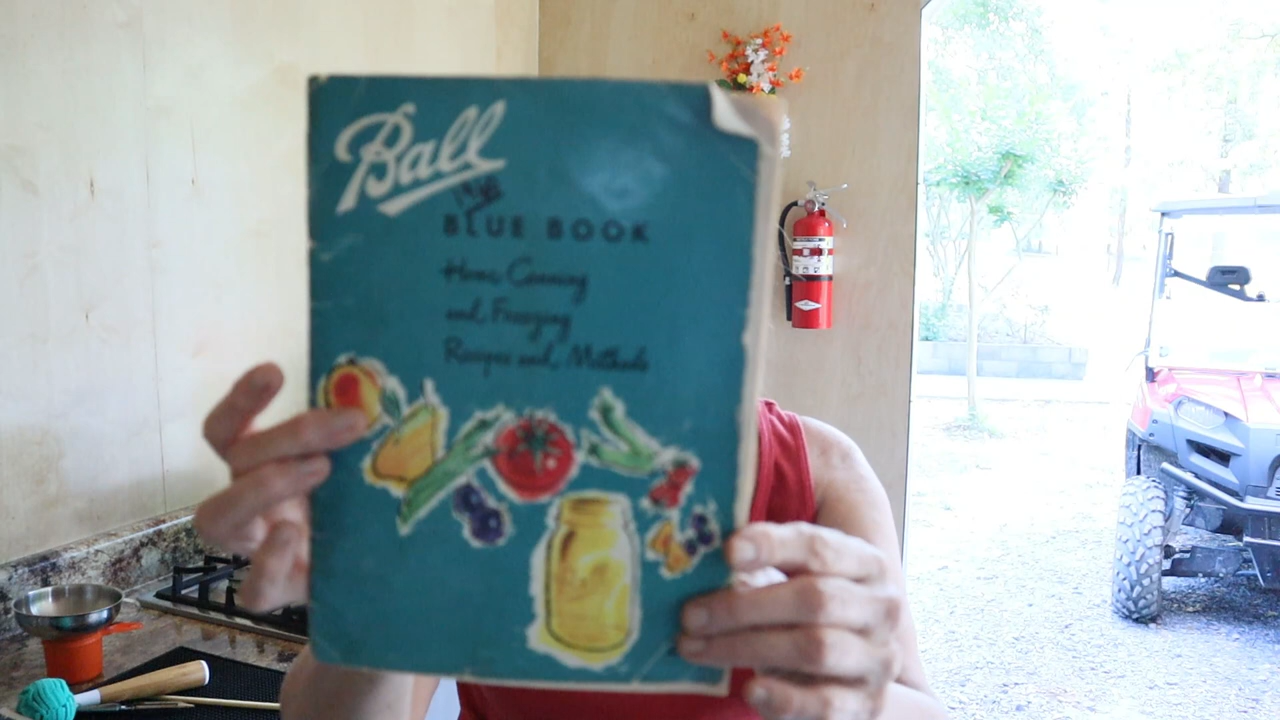 Ball
BLUE BOOK
Home Canning
and Freezing
Recipes and Methods